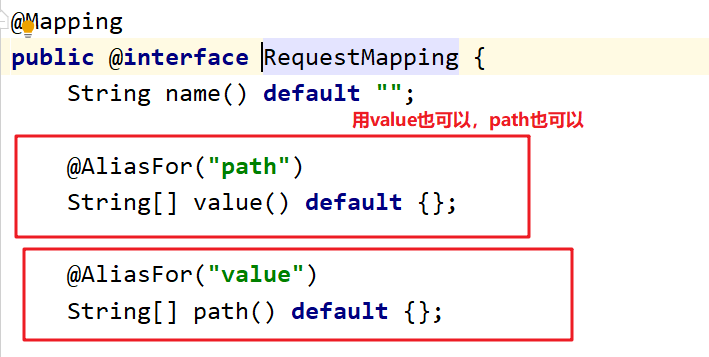 @Mapping
public @interface RequestMapping {
String name() default "";
用value也可以，path也可以
@AliasFor("path")
String[] value() default {};
@AliasFor("value")
String[] path() default {};